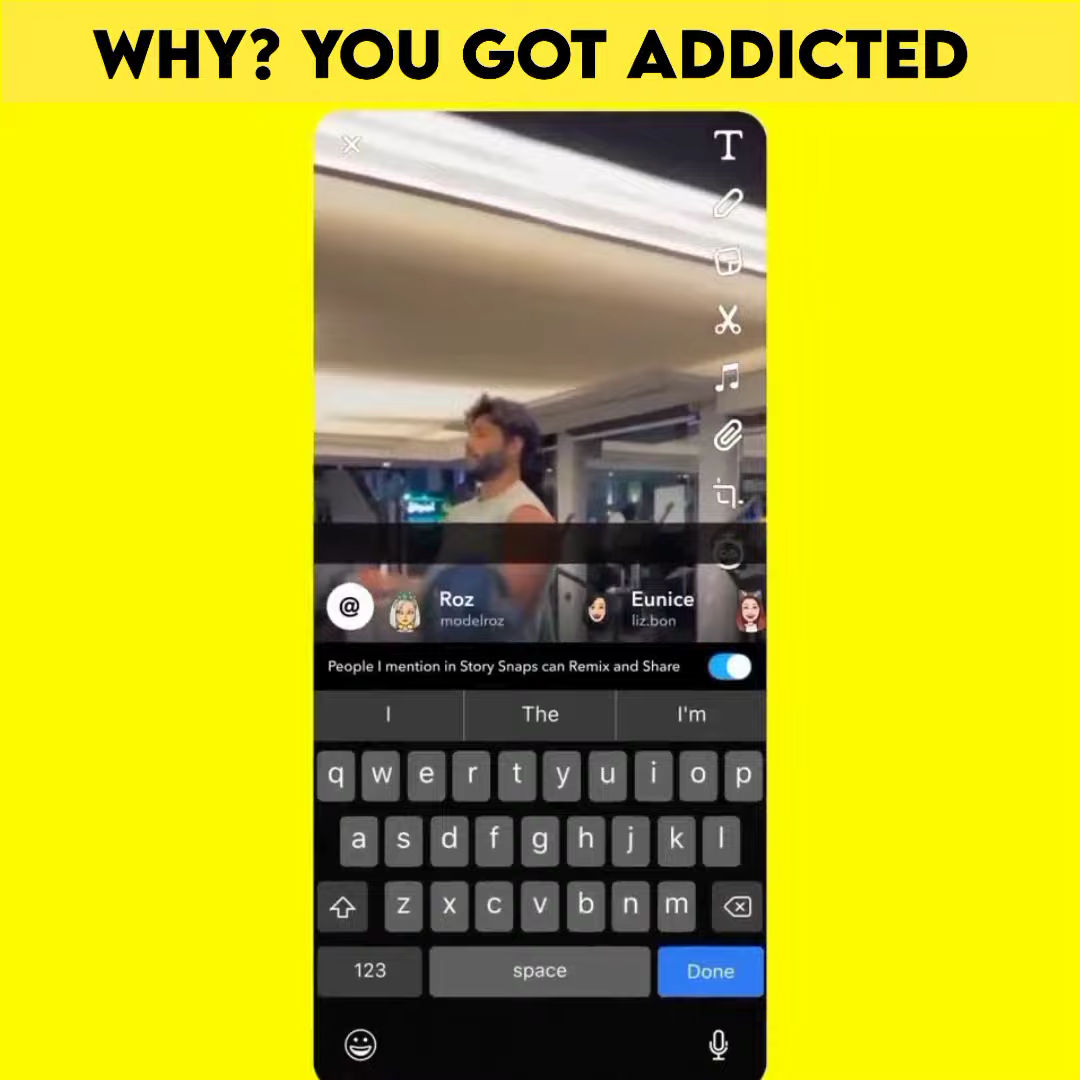 WHY? YOU GOT ADDICTED
T
@
Roz
modelroz
Eunice
liz.bon
People I mention in Story Snaps can Remix and Share
I The I'm
q w e r t y u i o p
a s d f g h j k l
z x c v b n m
123 space Done